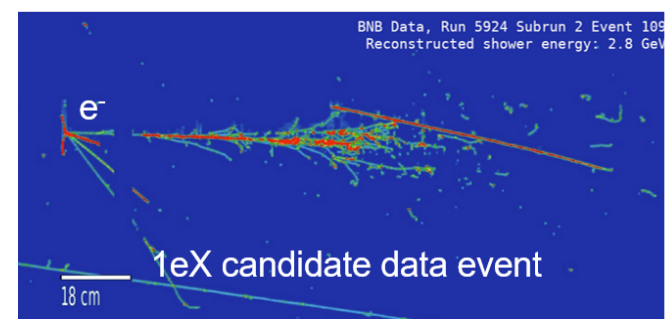 BNB Data, Run 5924 Subrun 2 Event 109
Reconstructed shower energy: 2.8 GeV
e⁻
1eX candidate data event
18 cm